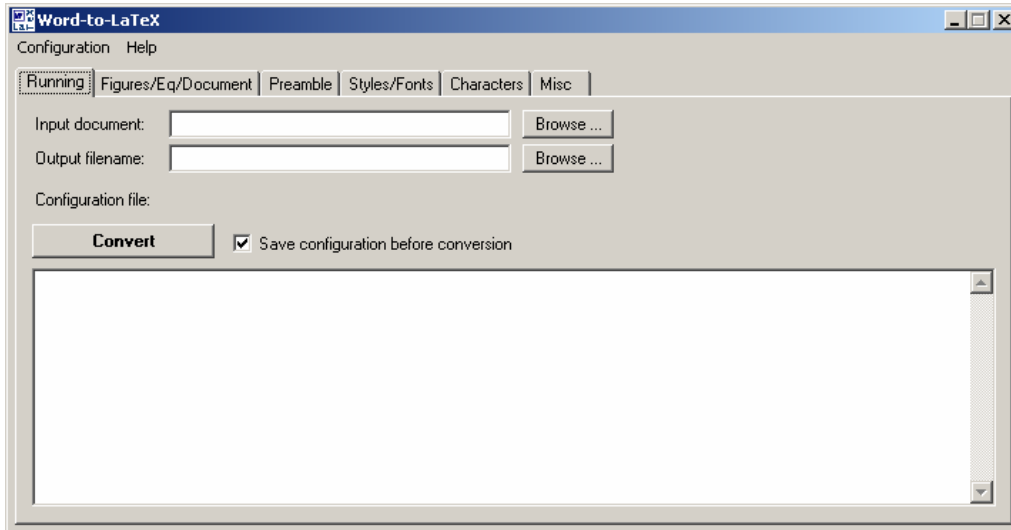 Word-to-LaTeX
Configuration Help
Running Figures/Eq/Document Preamble Styles/Fonts Characters Misc
Input document: Browse ...
Output filename: Browse ...
Configuration file:
Convert Save configuration before conversion